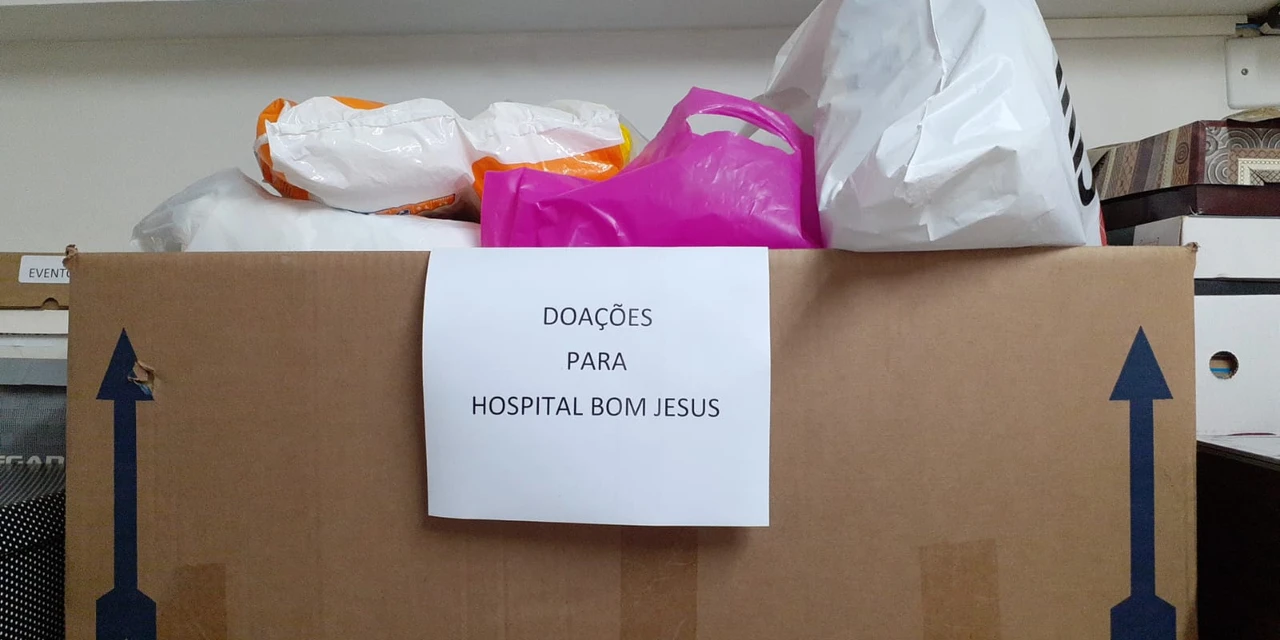 EVENTO
DOAÇÕES
PARA
HOSPITAL BOM JESUS